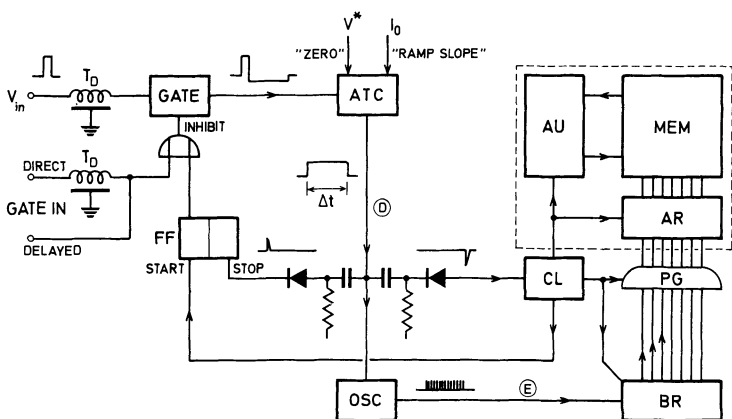 V*
I0
"ZERO"
"RAMP SLOPE"
TD
Vin
GATE
ATC
INHIBIT
TD
DIRECT
GATE IN
DELAYED
Δt
D
AU
MEM
AR
FF
START
STOP
CL
PG
OSC
E
BR